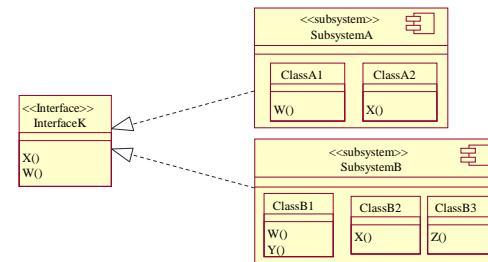 <<subsystem>>
SubsystemA
ClassA1
W()
ClassA2
X()
<<Interface>>
InterfaceK
X()
W()
<<subsystem>>
SubsystemB
ClassB1
W()
Y()
ClassB2
X()
ClassB3
Z()